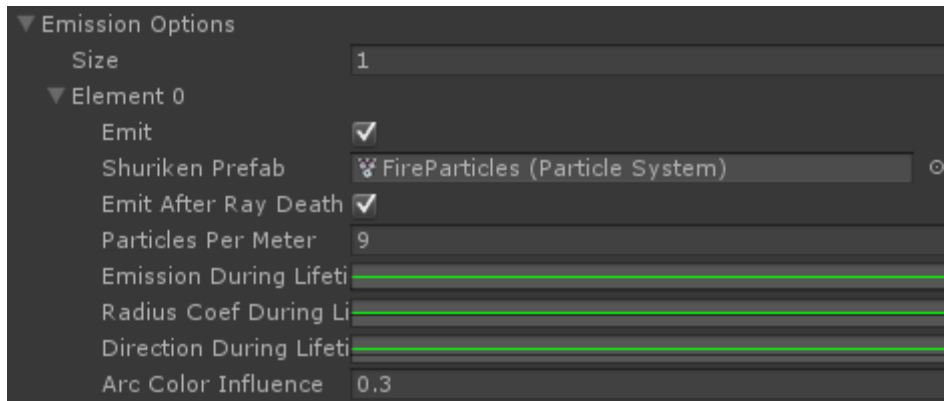 Emission Options
Size 1
Element 0
Emit
Shuriken Prefab FireParticles (Particle System)
Emit After Ray Death
Particles Per Meter 9
Emission During Lifeti
Radius Coef During Li
Direction During Lifeti
Arc Color Influence 0.3